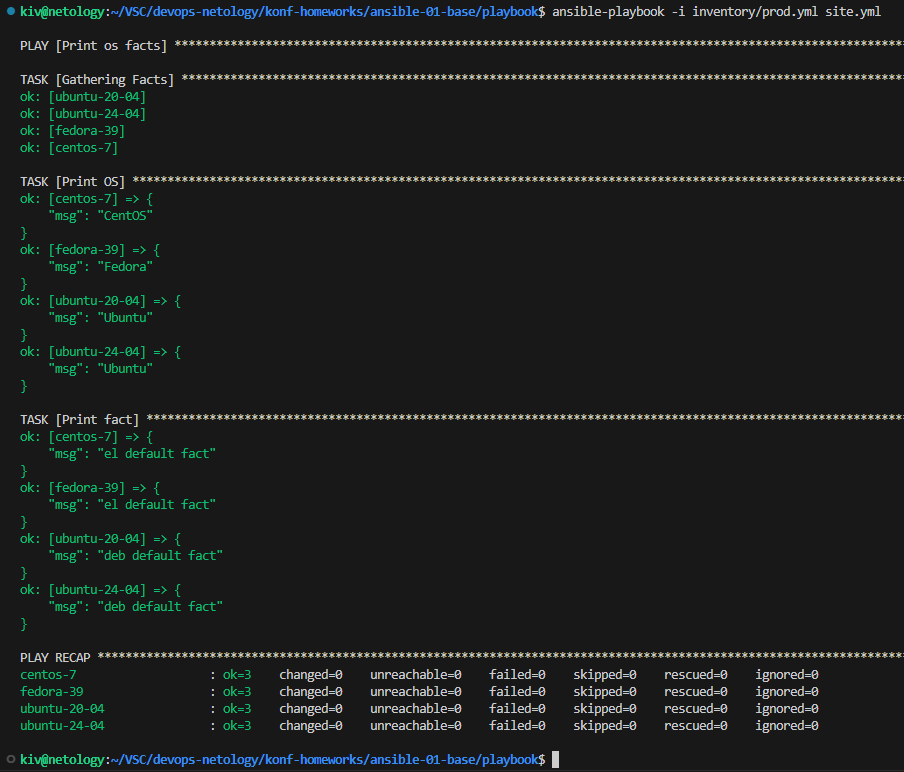 kiv@netology:~/VSC/devops-netology/konf-homeworks/ansible-01-base/playbook$ ansible-playbook -i inventory/prod.yml site.yml
PLAY [Print os facts] ********************************************************************************************************
TASK [Gathering Facts] *******************************************************************************************************
ok: [ubuntu-20-04]
ok: [ubuntu-24-04]
ok: [fedora-39]
ok: [centos-7]
TASK [Print OS] **************************************************************************************************************
ok: [centos-7] => {
    "msg": "CentOS"
}
ok: [fedora-39] => {
    "msg": "Fedora"
}
ok: [ubuntu-20-04] => {
    "msg": "Ubuntu"
}
ok: [ubuntu-24-04] => {
    "msg": "Ubuntu"
}
TASK [Print fact] ************************************************************************************************************
ok: [centos-7] => {
    "msg": "el default fact"
}
ok: [fedora-39] => {
    "msg": "el default fact"
}
ok: [ubuntu-20-04] => {
    "msg": "deb default fact"
}
ok: [ubuntu-24-04] => {
    "msg": "deb default fact"
}
PLAY RECAP *******************************************************************************************************************
centos-7                   : ok=3    changed=0    unreachable=0    failed=0    skipped=0    rescued=0    ignored=0
fedora-39                  : ok=3    changed=0    unreachable=0    failed=0    skipped=0    rescued=0    ignored=0
ubuntu-20-04               : ok=3    changed=0    unreachable=0    failed=0    skipped=0    rescued=0    ignored=0
ubuntu-24-04               : ok=3    changed=0    unreachable=0    failed=0    skipped=0    rescued=0    ignored=0
kiv@netology:~/VSC/devops-netology/konf-homeworks/ansible-01-base/playbook$